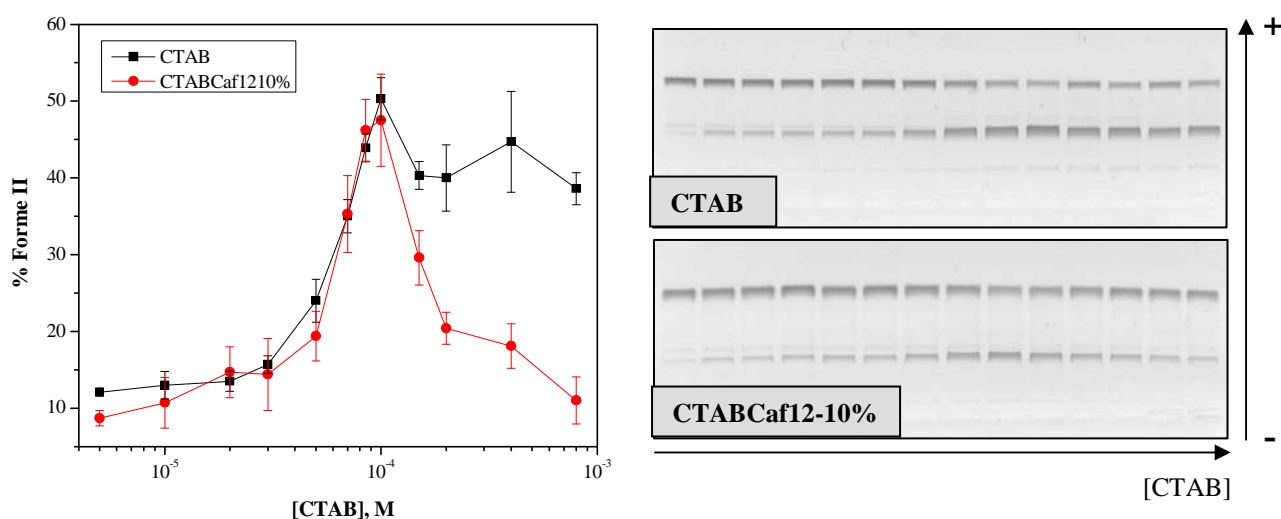 60
50
40
30
20
10
% Forme II
CTAB
CTABCaf1210%
10-5
10-4
10-3
[CTAB], M
CTAB
CTABCaf12-10%
+
-
[CTAB]